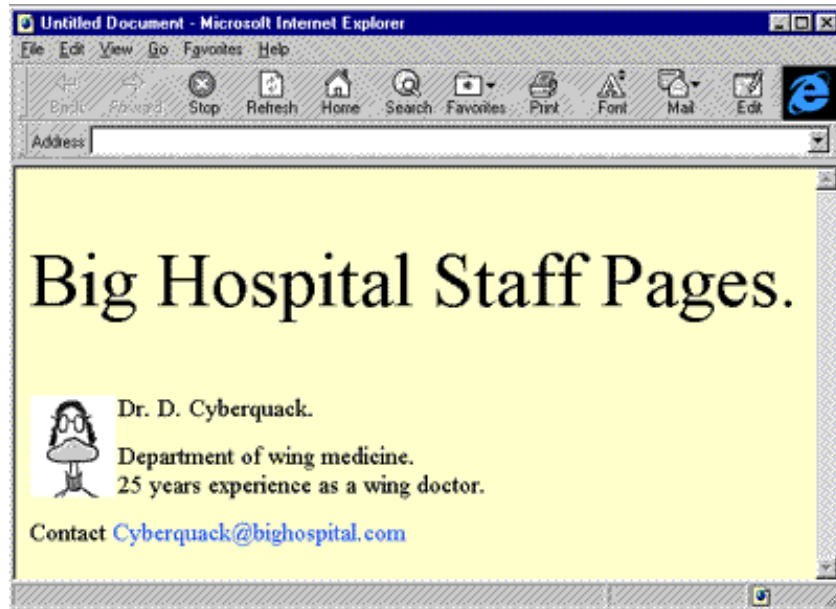 Untitled Document - Microsoft Internet Explorer
File Edit View Go Favorites Help
Back Forward Stop Refresh Home Search Favorites Print Font Mail Edit
Address
Big Hospital Staff Pages.
Dr. D. Cyberquack.
Department of wing medicine.
25 years experience as a wing doctor.
Contact Cyberquack@bighospital.com